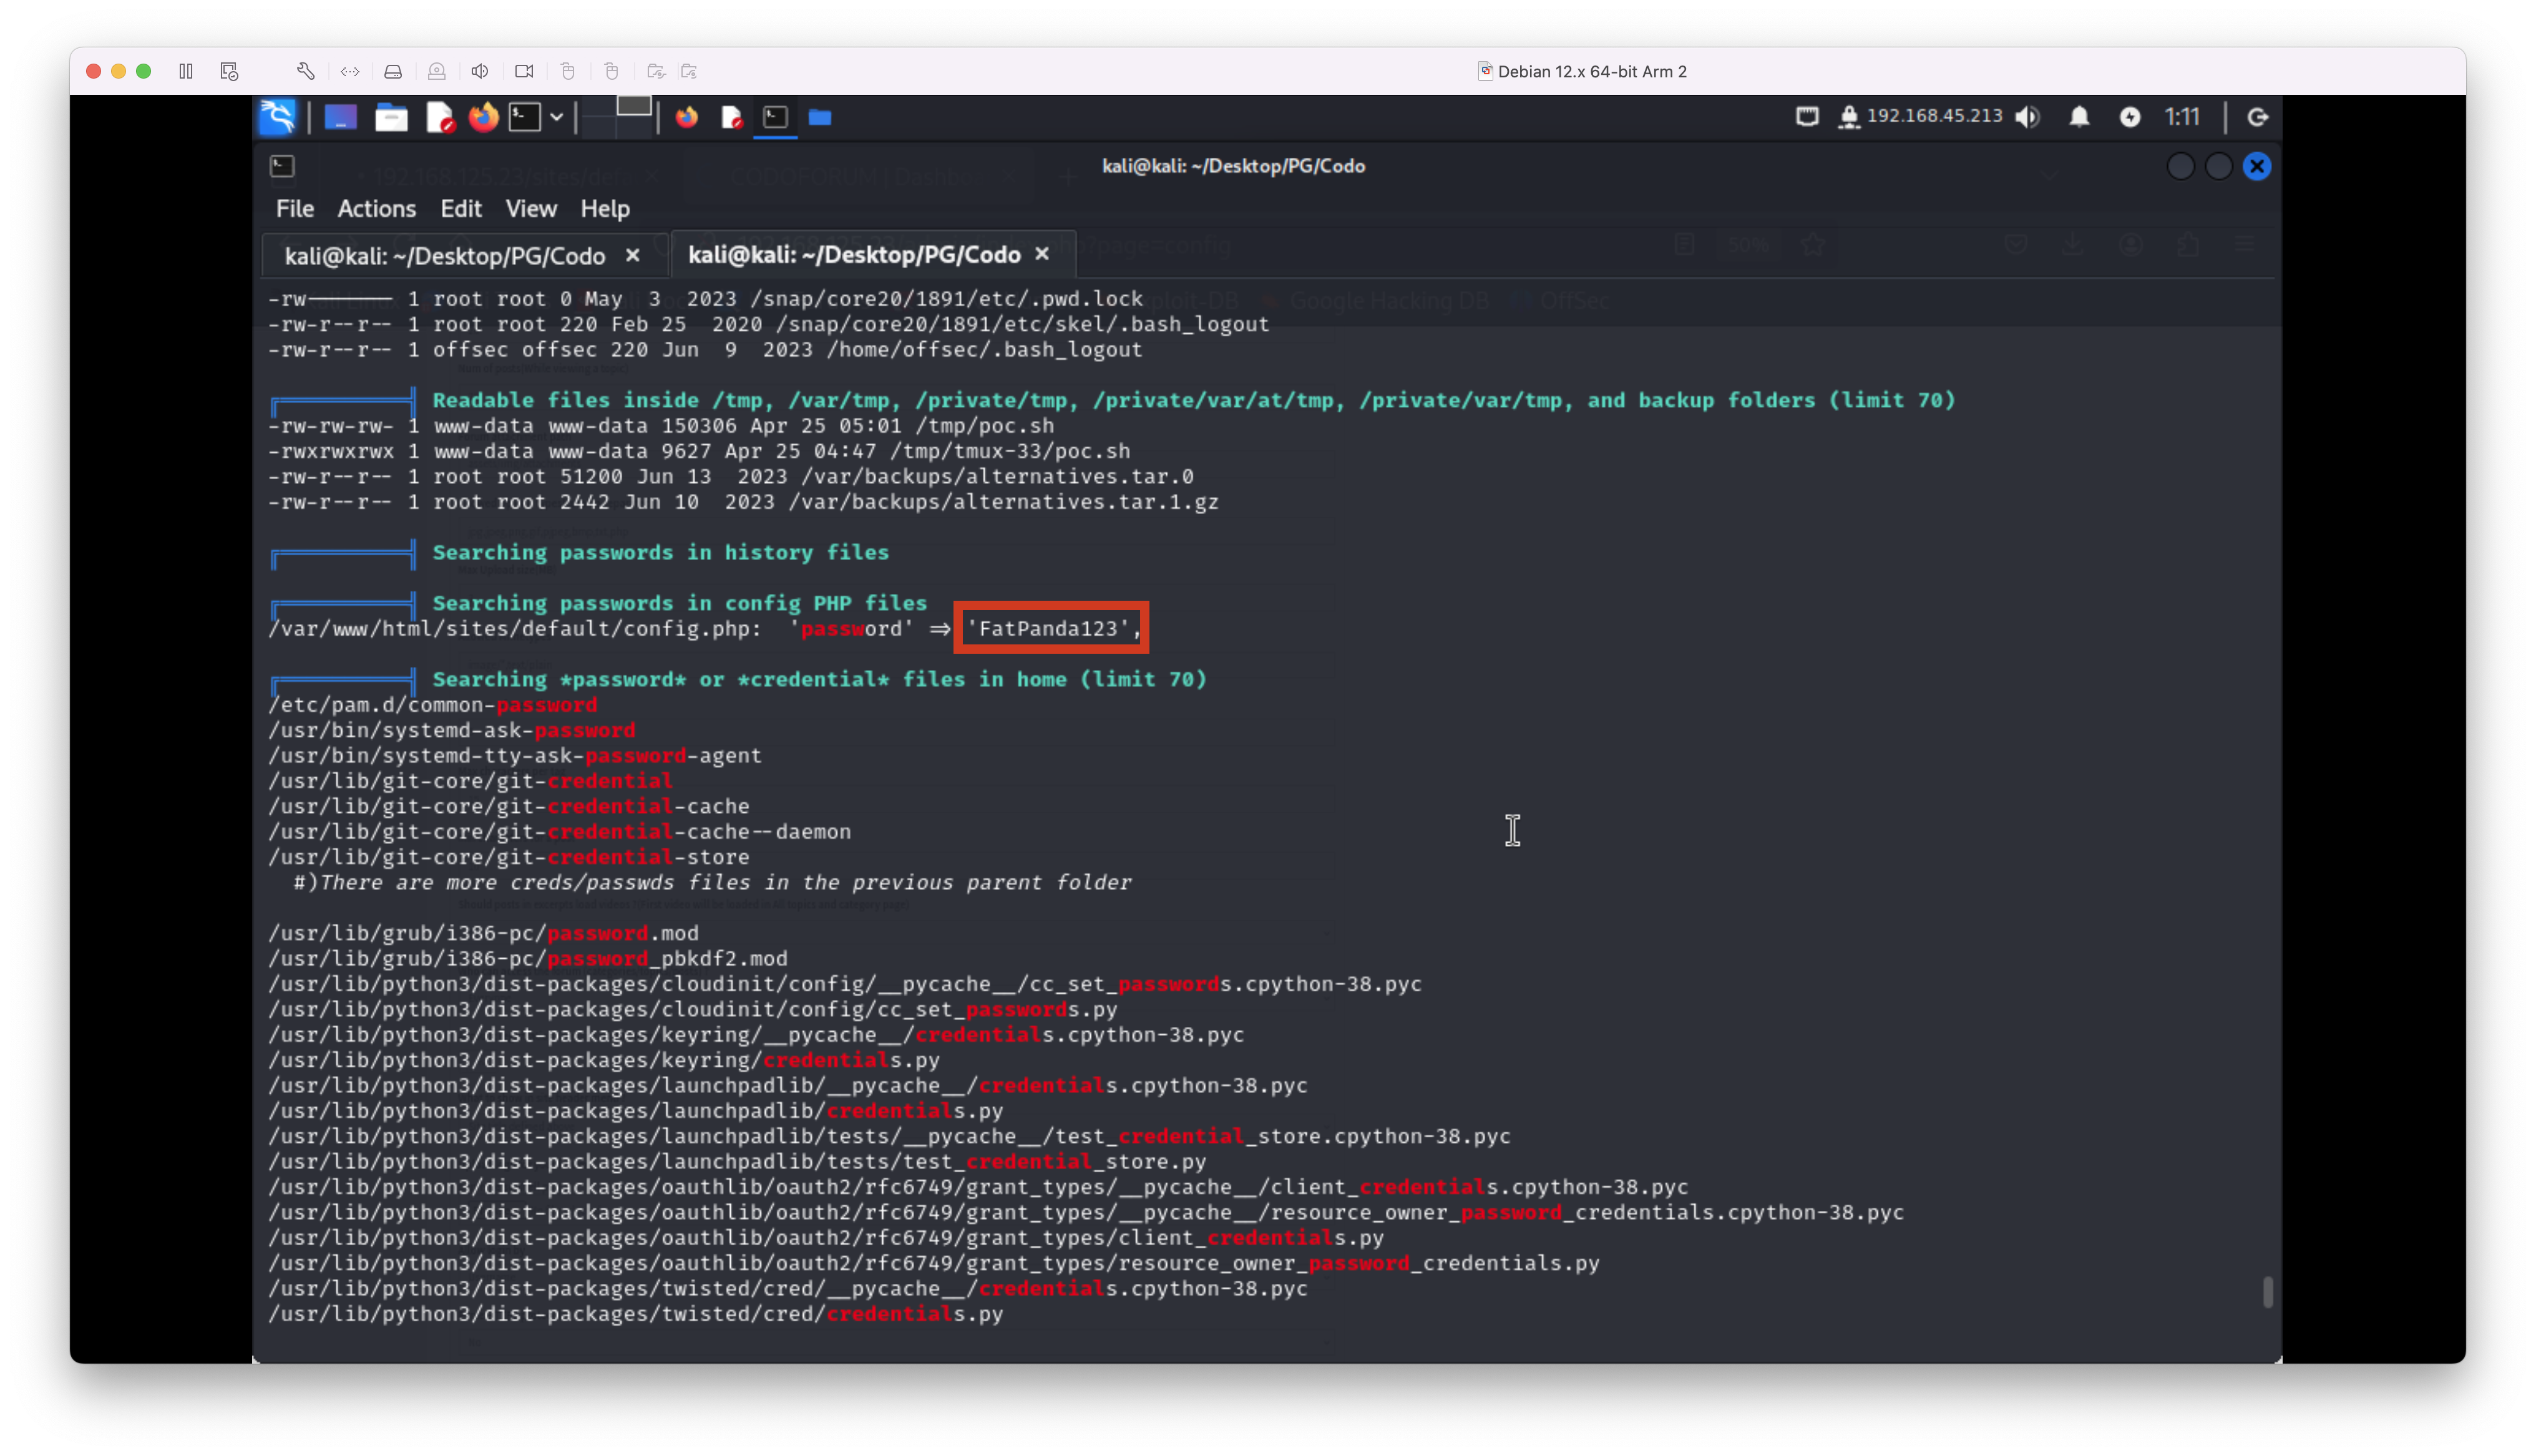 Debian 12.x 64-bit Arm 2
192.168.45.213
1:11
kali@kali: ~/Desktop/PG/Codo
File Actions Edit View Help
kali@kali: ~/Desktop/PG/Codo
kali@kali: ~/Desktop/PG/Codo
-rw------- 1 root root 0 May  3  2023 /snap/core20/1891/etc/.pwd.lock
-rw-r--r-- 1 root root 220 Feb 25  2020 /snap/core20/1891/etc/skel/.bash_logout
-rw-r--r-- 1 offsec offsec 220 Jun  9  2023 /home/offsec/.bash_logout
Readable files inside /tmp, /var/tmp, /private/tmp, /private/var/at/tmp, /private/var/tmp, and backup folders (limit 70)
-rw-rw-rw- 1 www-data www-data 150306 Apr 25 05:01 /tmp/poc.sh
-rwxrwxrwx 1 www-data www-data 9627 Apr 25 04:47 /tmp/tmux-33/poc.sh
-rw-r--r-- 1 root root 51200 Jun 13  2023 /var/backups/alternatives.tar.0
-rw-r--r-- 1 root root 2442 Jun 10  2023 /var/backups/alternatives.tar.1.gz
Searching passwords in history files
Searching passwords in config PHP files
/var/www/html/sites/default/config.php:  'password' => 'FatPanda123',
Searching *password* or *credential* files in home (limit 70)
/etc/pam.d/common-password
/usr/bin/systemd-ask-password
/usr/bin/systemd-tty-ask-password-agent
/usr/lib/git-core/git-credential
/usr/lib/git-core/git-credential-cache
/usr/lib/git-core/git-credential-cache--daemon
/usr/lib/git-core/git-credential-store
#)There are more creds/passwds files in the previous parent folder
/usr/lib/grub/i386-pc/password.mod
/usr/lib/grub/i386-pc/password_pbkdf2.mod
/usr/lib/python3/dist-packages/cloudinit/config/__pycache__/cc_set_passwords.cpython-38.pyc
/usr/lib/python3/dist-packages/cloudinit/config/cc_set_passwords.py
/usr/lib/python3/dist-packages/keyring/__pycache__/credentials.cpython-38.pyc
/usr/lib/python3/dist-packages/keyring/credentials.py
/usr/lib/python3/dist-packages/launchpadlib/__pycache__/credentials.cpython-38.pyc
/usr/lib/python3/dist-packages/launchpadlib/credentials.py
/usr/lib/python3/dist-packages/launchpadlib/tests/__pycache__/test_credential_store.cpython-38.pyc
/usr/lib/python3/dist-packages/launchpadlib/tests/test_credential_store.py
/usr/lib/python3/dist-packages/oauthlib/oauth2/rfc6749/grant_types/__pycache__/client_credentials.cpython-38.pyc
/usr/lib/python3/dist-packages/oauthlib/oauth2/rfc6749/grant_types/__pycache__/resource_owner_password_credentials.cpython-38.pyc
/usr/lib/python3/dist-packages/oauthlib/oauth2/rfc6749/grant_types/client_credentials.py
/usr/lib/python3/dist-packages/oauthlib/oauth2/rfc6749/grant_types/resource_owner_password_credentials.py
/usr/lib/python3/dist-packages/twisted/cred/__pycache__/credentials.cpython-38.pyc
/usr/lib/python3/dist-packages/twisted/cred/credentials.py